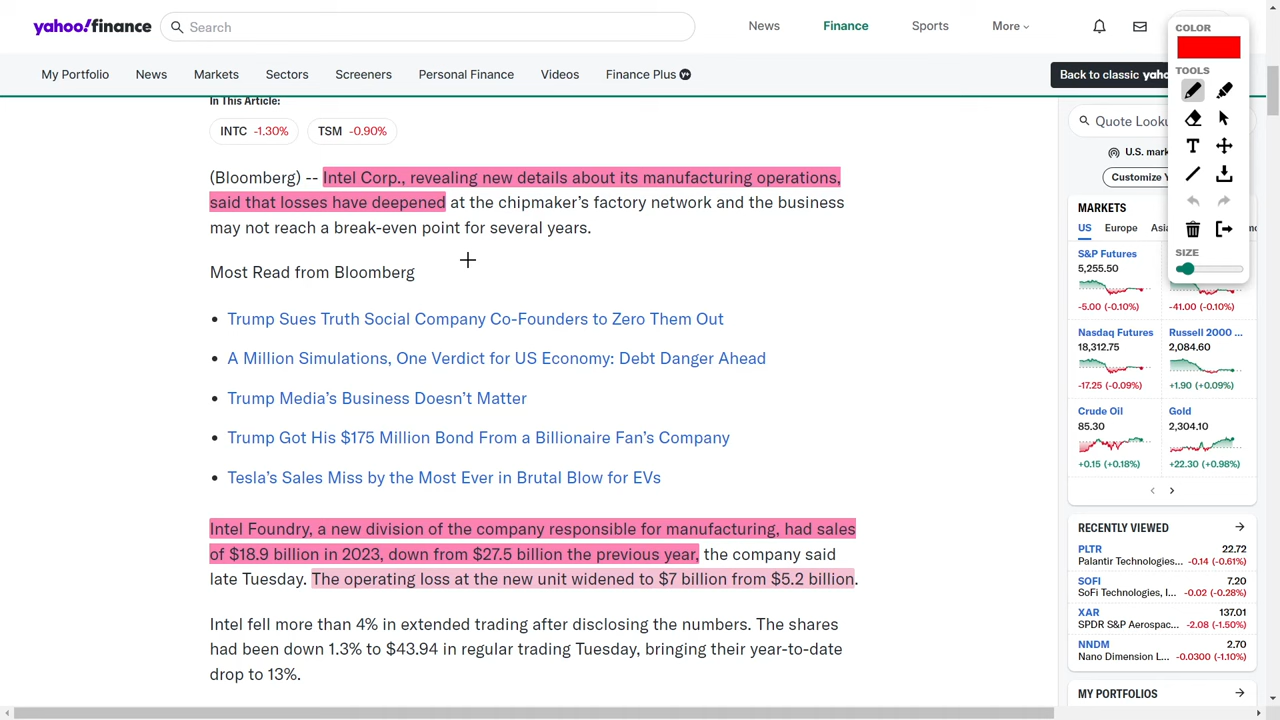 yahoo!finance
Search
News
Finance
Sports
More
My Portfolio
News
Markets
Sectors
Screeners
Personal Finance
Videos
Finance Plus
Back to classic
COLOR
TOOLS
SIZE
In This Article:
INTC -1.30%
TSM -0.90%
(Bloomberg) -- Intel Corp., revealing new details about its manufacturing operations,
said that losses have deepened at the chipmaker’s factory network and the business
may not reach a break-even point for several years.
Most Read from Bloomberg
• Trump Sues Truth Social Company Co-Founders to Zero Them Out
• A Million Simulations, One Verdict for US Economy: Debt Danger Ahead
• Trump Media’s Business Doesn’t Matter
• Trump Got His $175 Million Bond From a Billionaire Fan’s Company
• Tesla’s Sales Miss by the Most Ever in Brutal Blow for EVs
Intel Foundry, a new division of the company responsible for manufacturing, had sales
of $18.9 billion in 2023, down from $27.5 billion the previous year, the company said
late Tuesday. The operating loss at the new unit widened to $7 billion from $5.2 billion.
Intel fell more than 4% in extended trading after disclosing the numbers. The shares
had been down 1.3% to $43.94 in regular trading Tuesday, bringing their year-to-date
drop to 13%.
Quote
U.S.
Customize
MARKETS
US
Europe
S&P Futures
5,255.50
-5.00 (-0.10%)
-41.00 (-0.10%)
Nasdaq Futures
18,312.75
-17.25 (-0.09%)
Russell 2000 ...
2,084.60
+1.90 (+0.09%)
Crude Oil
85.30
+0.15 (+0.18%)
Gold
2,304.10
+22.30 (+0.98%)
RECENTLY VIEWED
PLTR 22.72
Palantir Technologies... -0.14 (-0.61%)
SOFI 7.20
SoFi Technologies, I... -0.02 (-0.28%)
XAR 137.01
SPDR S&P Aerospac... -2.08 (-1.50%)
NNDM 2.70
Nano Dimension L... -0.0300 (-1.10%)
MY PORTFOLIOS